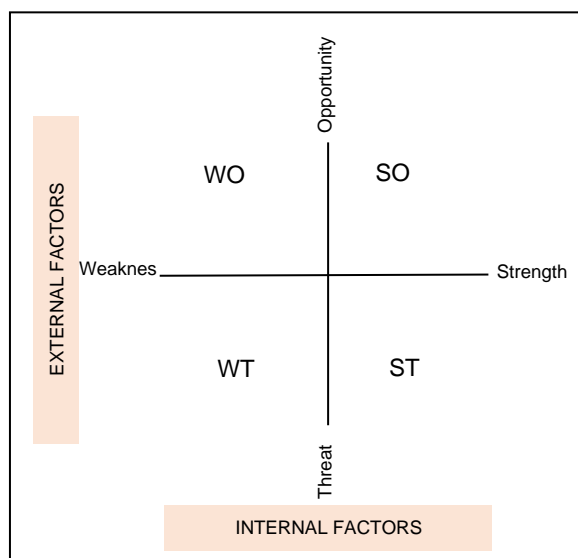 Opportunity
WO
SO
EXTERNAL FACTORS
Weaknes
Strength
WT
ST
Threat
INTERNAL FACTORS